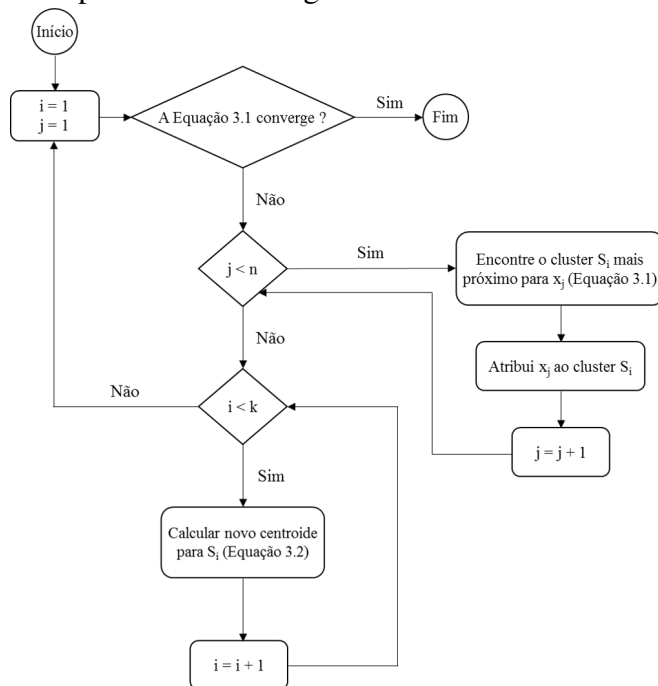 Início
i = 1
j = 1
A Equação 3.1 converge ?
Sim
Fim
Não
j < n
Sim
Encontre o cluster Si mais
próximo para xj (Equação 3.1)
Atribui xj ao cluster Si
j = j + 1
Não
i < k
Não
Sim
Calcular novo centroide
para Si (Equação 3.2)
i = i + 1